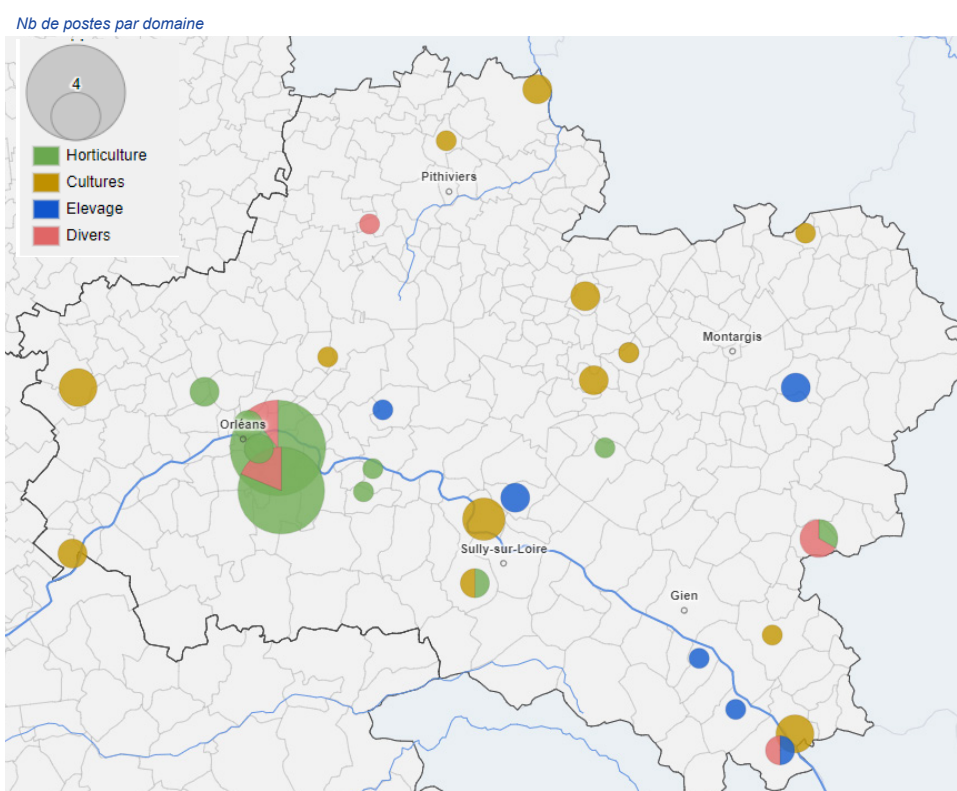 Nb de postes par domaine
4
Horticulture
Cultures
Elevage
Divers
Pithiviers
Montargis
Orléans
Sully-sur-Loire
Gien